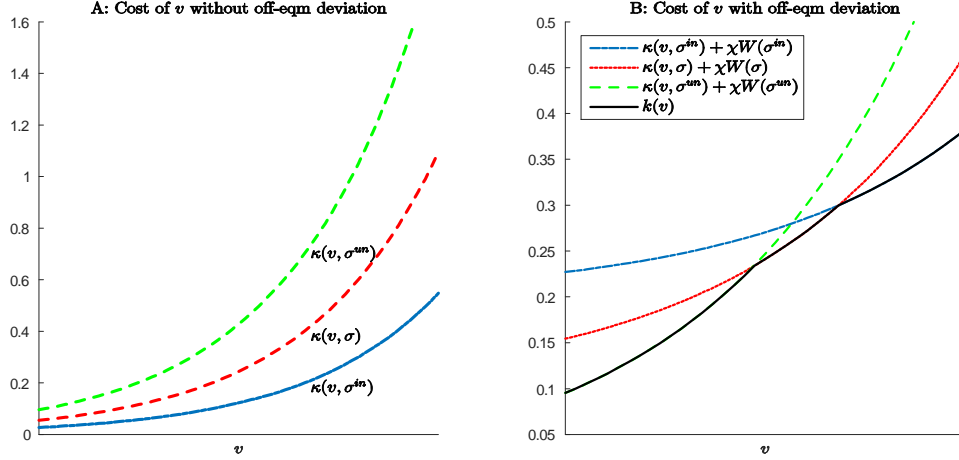 A: Cost of v without off-eqm deviation
1.6
1.4
1.2
1
0.8
0.6
0.4
0.2
0
κ(v, σ^{un})
κ(v, σ)
κ(v, σ^{in})
v
B: Cost of v with off-eqm deviation
0.5
0.45
0.4
0.35
0.3
0.25
0.2
0.15
0.1
0.05
κ(v, σ^{in}) + χW(σ^{in})
κ(v, σ) + χW(σ)
κ(v, σ^{un}) + χW(σ^{un})
k(v)
v